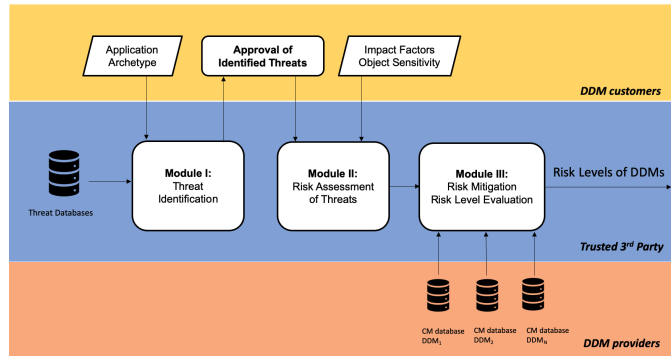 Application
Archetype
Approval of
Identified Threats
Impact Factors
Object Sensitivity
DDM customers
Threat Databases
Module I:
Threat
Identification
Module II:
Risk Assessment
of Threats
Module III:
Risk Mitigation
Risk Level Evaluation
Risk Levels of DDMs
Trusted 3rd Party
CM database
DDM1
CM database
DDM2
CM database
DDMN
DDM providers